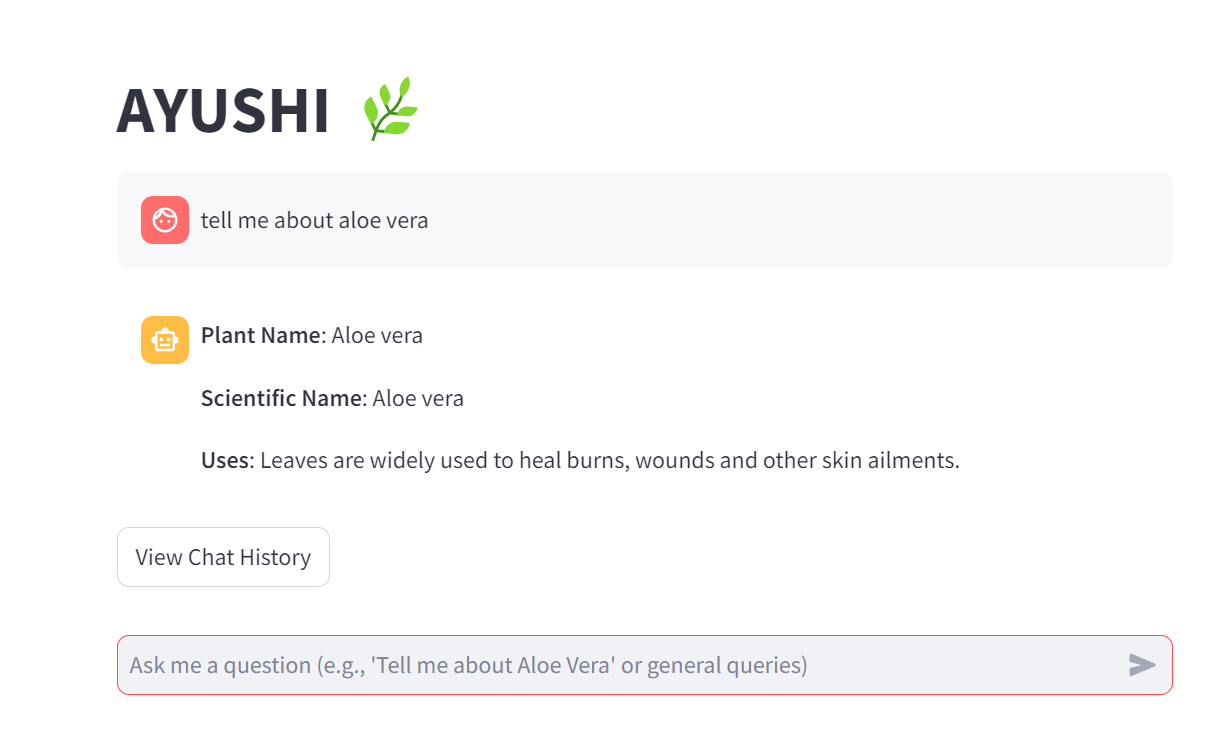 AYUSHI
tell me about aloe vera
Plant Name: Aloe vera
Scientific Name: Aloe vera
Uses: Leaves are widely used to heal burns, wounds and other skin ailments.
View Chat History
Ask me a question (e.g., 'Tell me about Aloe Vera' or general queries)